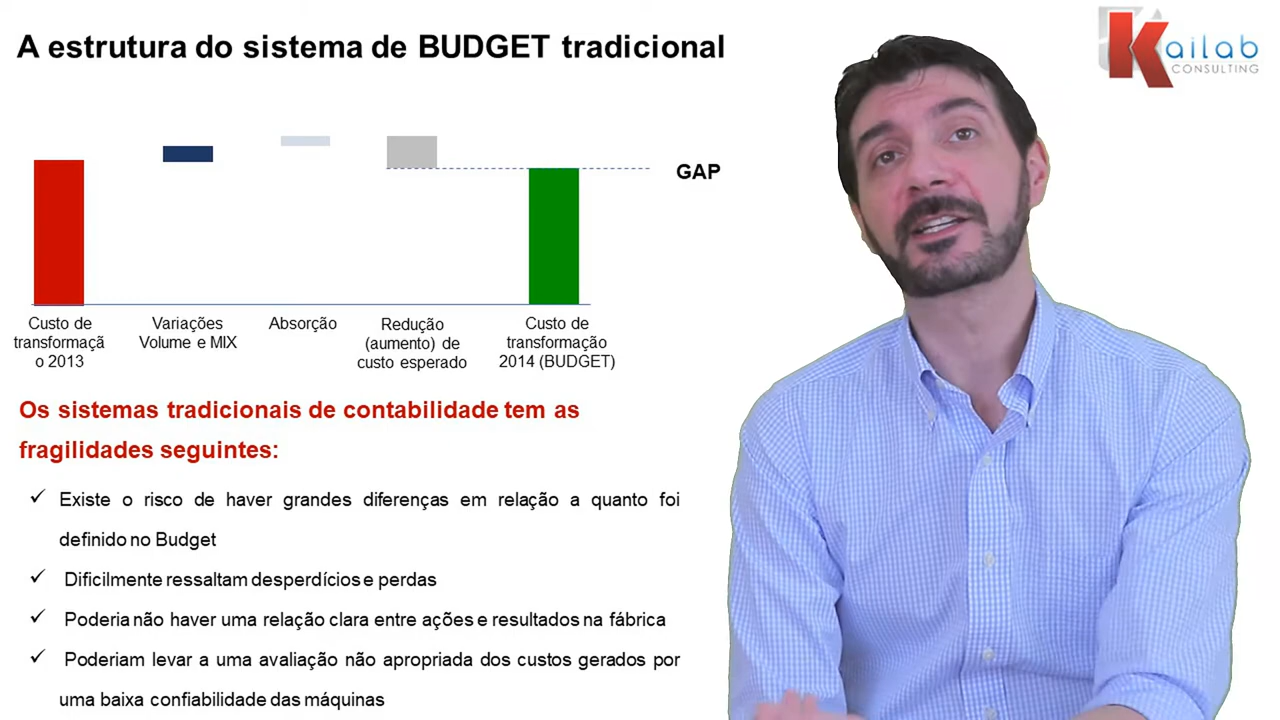 A estrutura do sistema de BUDGET tradicional
Kailab
CONSULTING
GAP
Custo de
transformaçã
o 2013
Variações
Volume e MIX
Absorção
Redução
(aumento) de
custo esperado
Custo de
transformação
2014 (BUDGET)
Os sistemas tradicionais de contabilidade tem as
fragilidades seguintes:
✓ Existe o risco de haver grandes diferenças em relação a quanto foi
definido no Budget
✓ Dificilmente ressaltam desperdícios e perdas
✓ Poderia não haver uma relação clara entre ações e resultados na fábrica
✓ Poderiam levar a uma avaliação não apropriada dos custos gerados por
uma baixa confiabilidade das máquinas